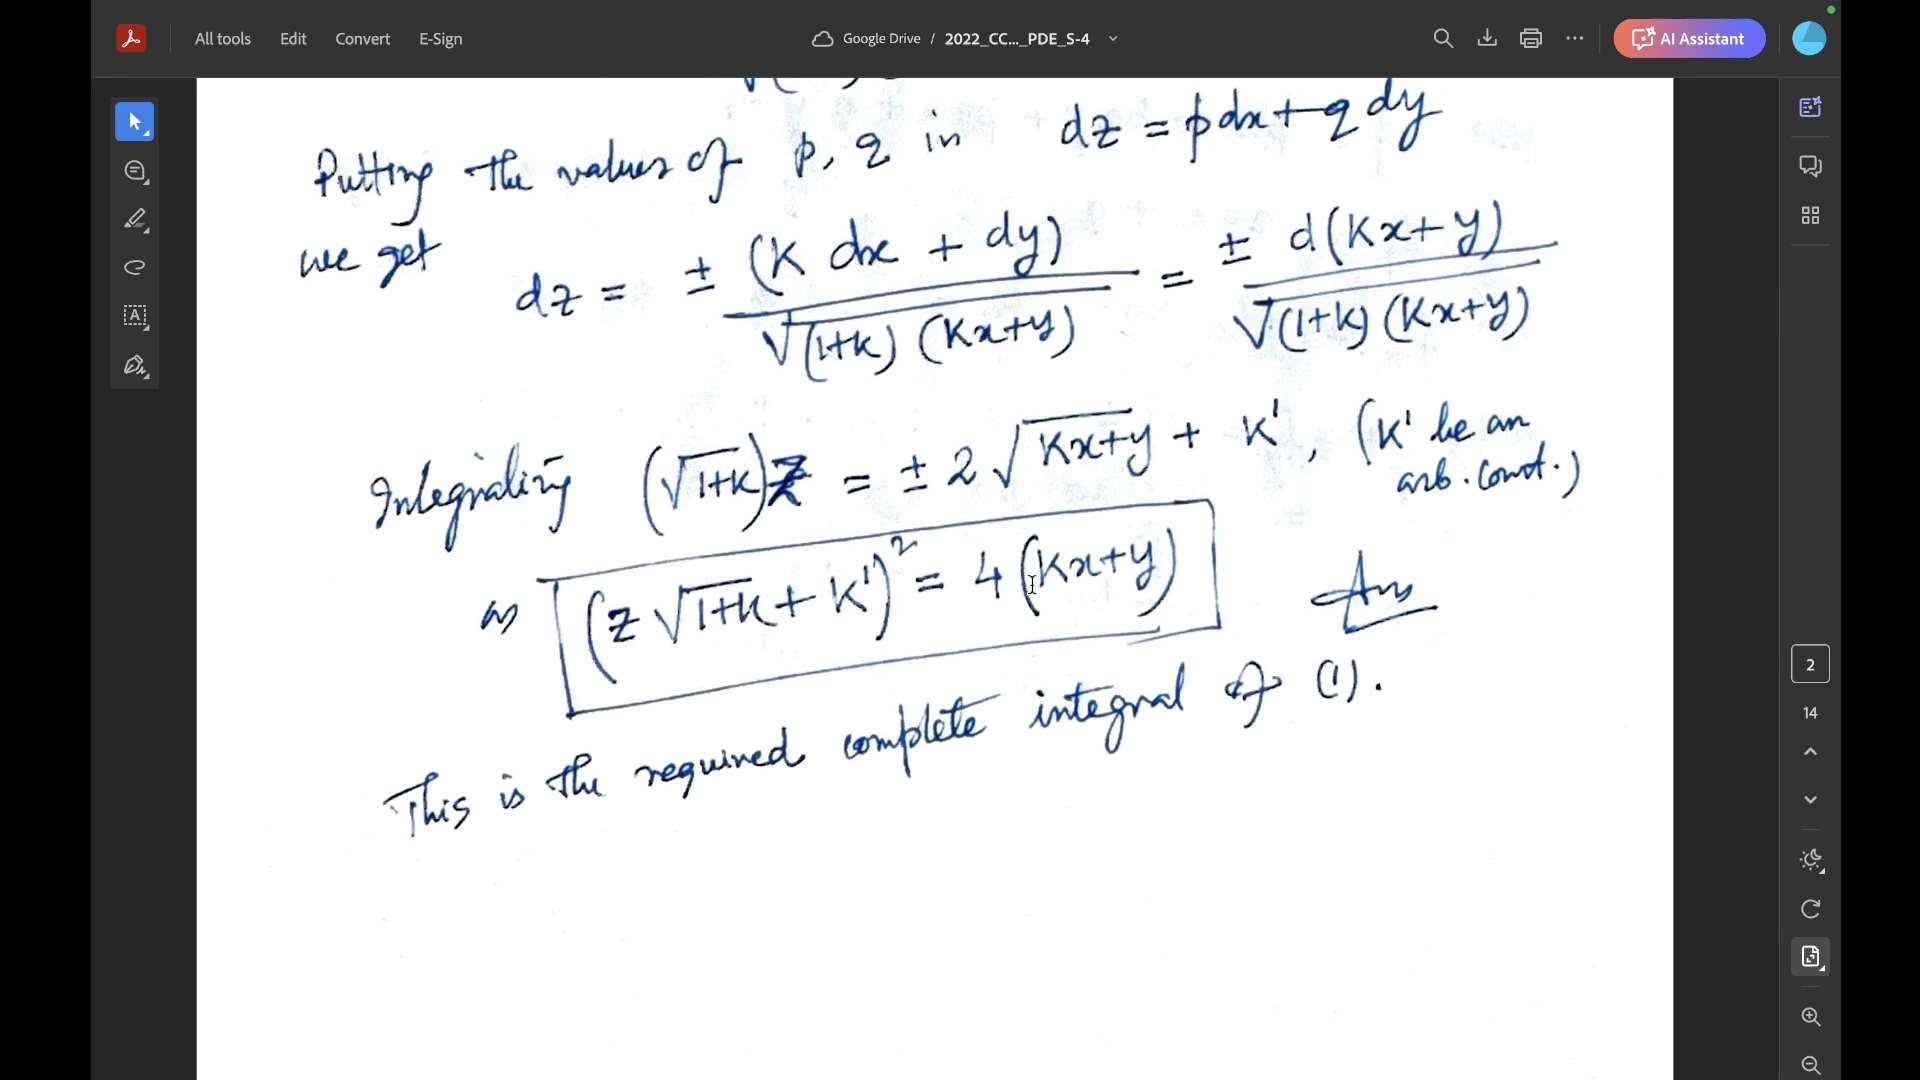 All tools Edit Convert E-Sign Google Drive / 2022_CC..._PDE_S-4 AI Assistant
Putting the values of p, q in dz = pdx + q dy
we get
dz = ± (K dx + dy) / √(1+k) (Kx+y) = ± d(Kx+y) / √(1+k) (Kx+y)
Integrating (√1+k)z = ± 2 √Kx+y + K', (K' be an
arb. const.)
(z √1+k + K')² = 4 (Kx+y) Ans
This is the required complete integral of (1).
2
14